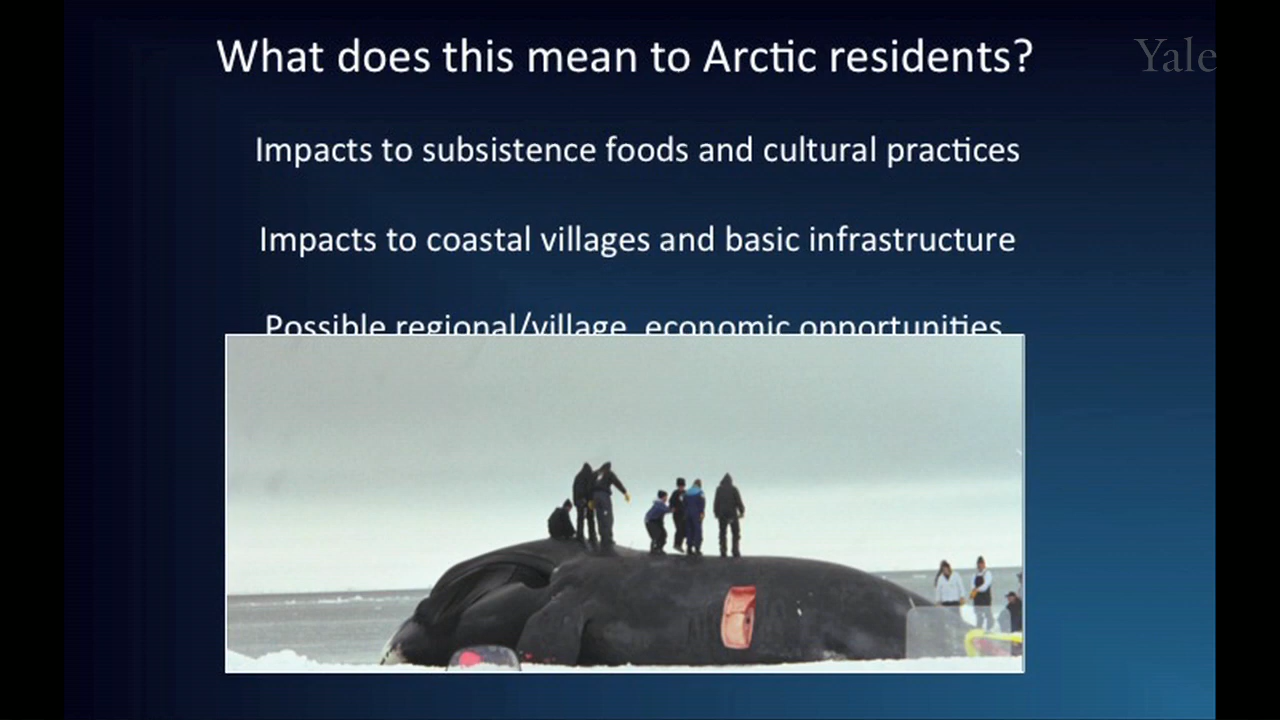 What does this mean to Arctic residents?
Yale
Impacts to subsistence foods and cultural practices
Impacts to coastal villages and basic infrastructure
Possible regional/village economic opportunities